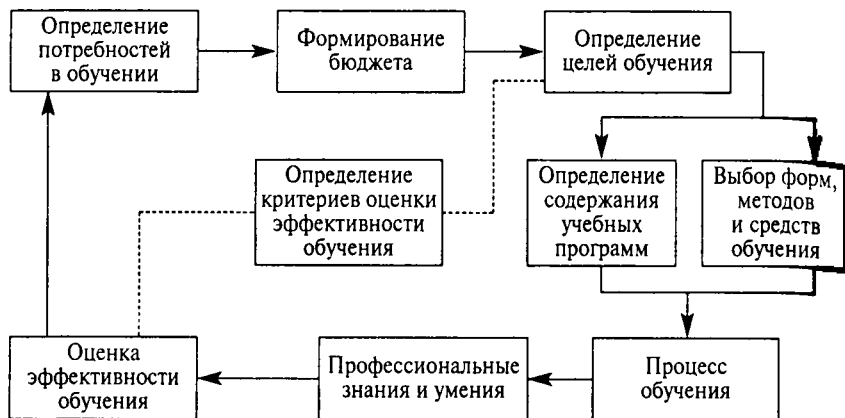 Определение
потребностей
в обучении
Формирование
бюджета
Определение
целей обучения
Определение
критериев оценки
эффективности
обучения
Определение
содержания
учебных
программ
Выбор форм,
методов
и средств
обучения
Оценка
эффективности
обучения
Профессиональные
знания и умения
Процесс
обучения